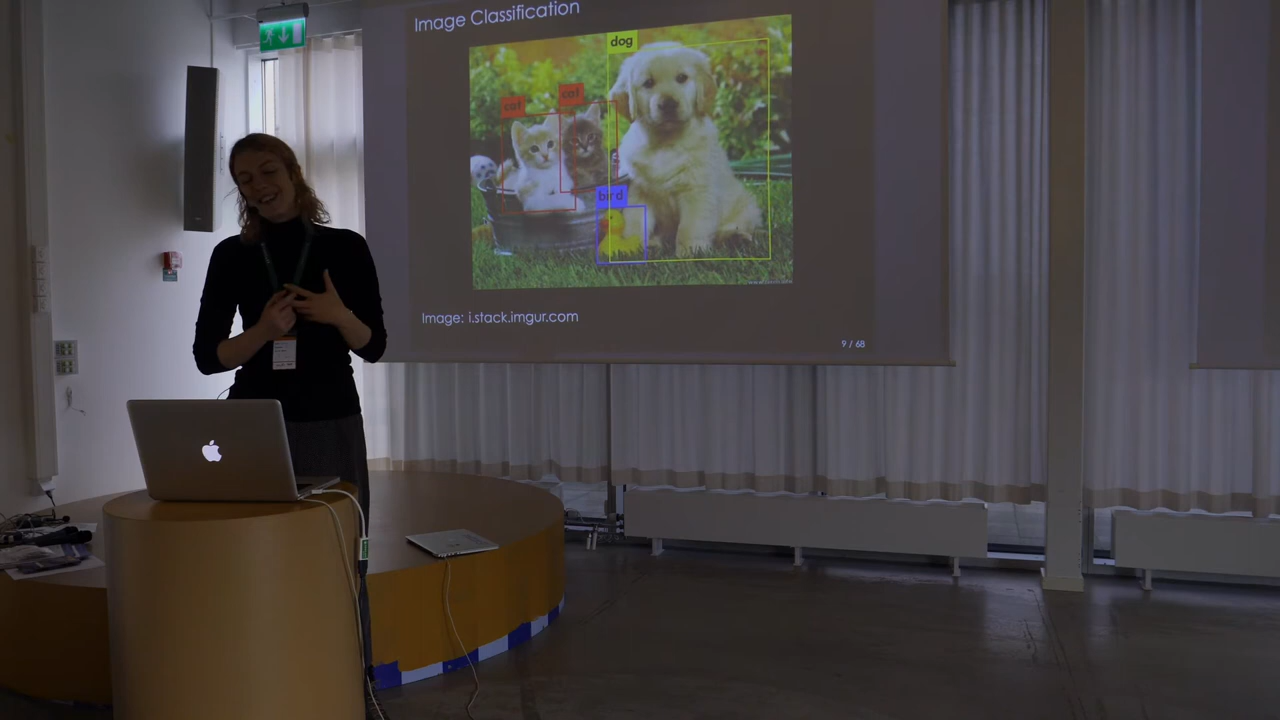 Image Classification
dog
cat
cat
bird
Image: i.stack.imgur.com
9 / 68